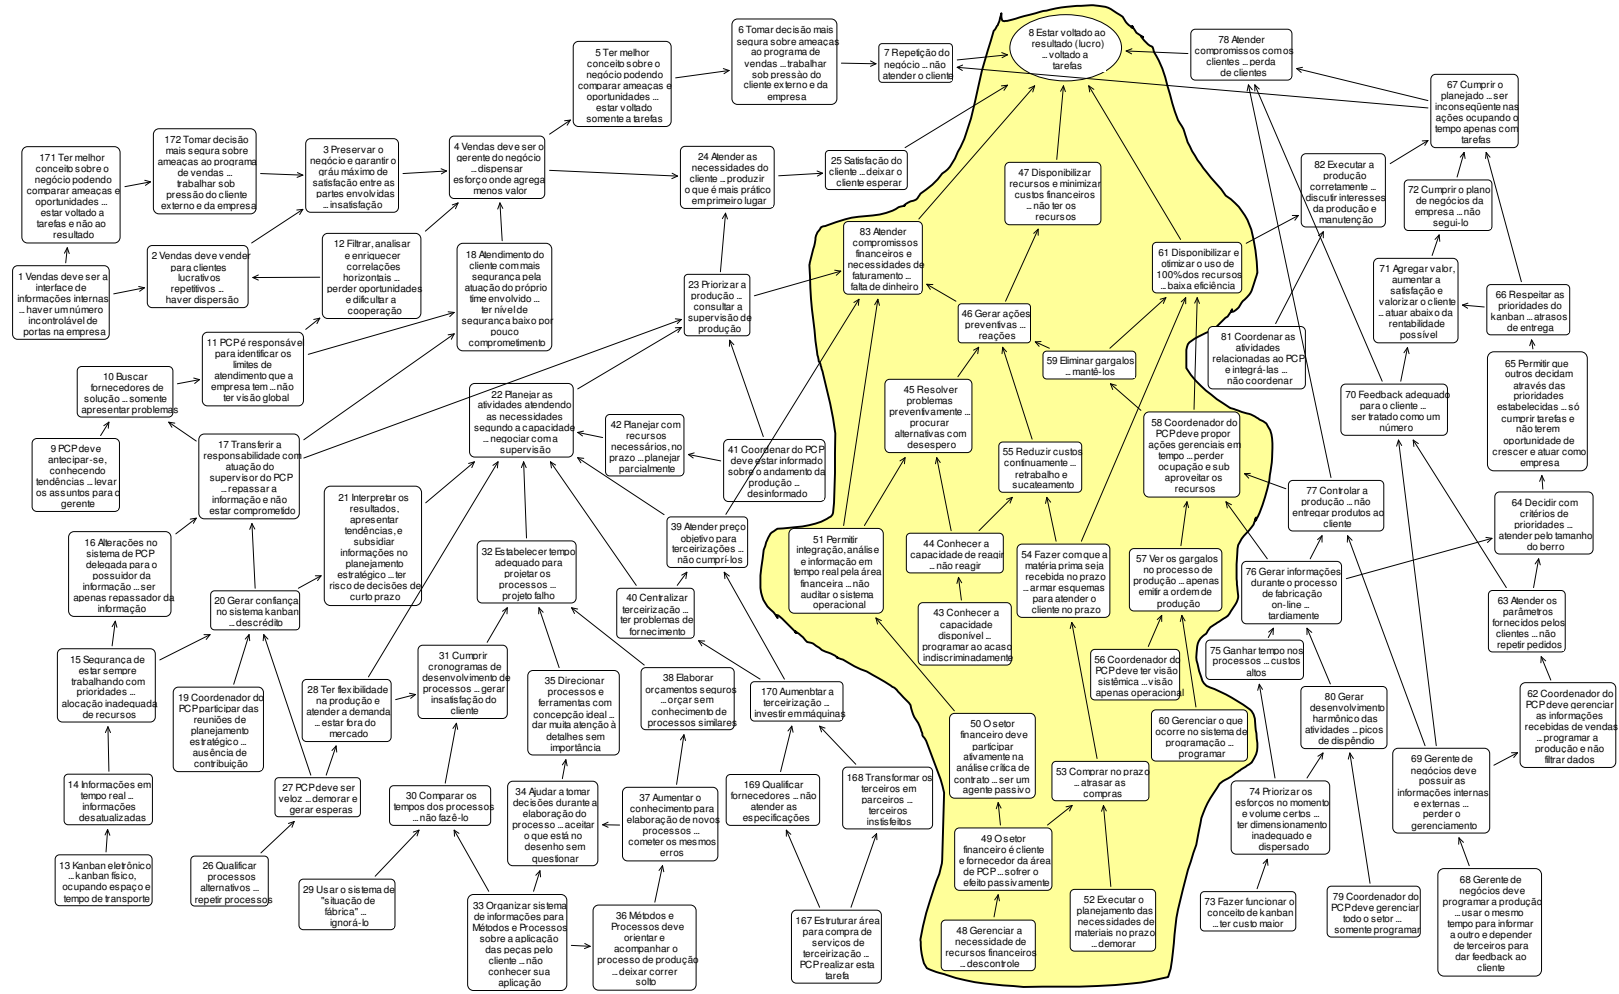 8 Estar voltado ao
resultado (lucro)
... voltado a
tarefas
78 Atender
compromissos com os
clientes ... perda
de clientes
6 Tomar decisão mais
segura sobre ameaças
ao programa de
vendas ... trabalhar
sob pressào do
cliente externo e da
empresa
7 Repetição do
negócio ... não
atender o cliente
5 Ter melhor
conceito sobre o
negócio podendo
comparar ameaças e
oportunidades ...
estar voltado
somente a tarefas
67 Cumprir o
planejado ... ser
inconseqüente nas
ações ocupando o
tempo apenas com
tarefas
171 Ter melhor
conceito sobre o
negócio podendo
comparar ameaças e
oportunidades ...
estar voltado a
tarefas e não ao
resultado
172 Tomar decisão
mais segura sobre
ameaças ao programa
de vendas ...
trabalhar sob
pressão do cliente
externo e da empresa
3 Preservar o
negócio e garantir o
gráu máximo de
satisfação entre as
partes envolvidas
... insatisfação
4 Vendas deve ser o
gerente do negócio
... dispensar
esforço onde agrega
menos valor
24 Atender as
necessidades do
cliente ... produzir
o que é mais prático
em primeiro lugar
25 Satisfação do
cliente ... deixar o
cliente esperar
47 Disponibilizar
recursos e minimizar
custos financeiros
... não ter os
recursos
82 Executar a
produção
corretamente ...
discutir interesses
da produção e
manutenção
72 Cumprir o plano
de negócios da
empresa ... não
segui-lo
1 Vendas deve ser a
interface de
informações internas
... haver um número
incontrolável de
portas na empresa
2 Vendas deve vender
para clientes
lucrativos
repetitivos ...
haver dispersão
12 Filtrar, analisar
e enriquecer
correlações
horizontais ...
perder oportunidades
e dificultar a
cooperação
18 Atendimento do
cliente com mais
segurança pela
atuação do próprio
time envolvido ...
ter nível de
segurança baixo por
pouco
comprometimento
23 Priorizar a
produção ...
consultar a
supervisão de
produção
83 Atender
compromissos
financeiros e
necessidades de
faturamento ...
falta de dinheiro
61 Disponibilizar e
otimizar o uso de
100%dos recursos
... baixa eficiência
71 Agregar valor,
aumentar a
satisfação e
valorizar o cliente
... atuar abaixo da
rentabilidade
possível
66 Respeitar as
prioridades do
kanban ... atrasos
de entrega
46 Gerar ações
preventivas ...
reações
11 PCP é responsável
para identificar os
limites de
atendimento que a
empresa tem ... não
ter visão global
59 Eliminar gargalos
... mantê-los
81 Coordenar as
atividades
relacionadas ao PCP
e integrá-las ...
não coordenar
65 Permitir que
outros decidam
através das
prioridades
estabelecidas ... só
cumprir tarefas e
não terem
oportunidade de
crescer e atuar como
empresa
10 Buscar
fornecedores de
solução ... somente
apresentar problemas
22 Planejar as
atividades atendendo
as necessidades
segundo a capacidade
... negociar com a
supervisão
45 Resolver
problemas
preventivamente ...
procurar
alternativas com
desespero
70 Feedback adequado
para o cliente ...
ser tratado como um
número
42 Planejar com
recursos
necessários, no
prazo ... planejar
parcialmente
58 Coordenador do
PCP deve propor
ações gerenciais em
tempo ... perder
ocupação e sub
aproveitar os
recursos
9 PCP deve
antecipar-se,
conhecendo
tendências ... levar
os assuntos para o
gerente
17 Transferir a
responsabilidade com
atuação do
supervisor do PCP
... repassar a
informação e não
estar comprometido
41 Coordenar do PCP
deve estar informado
sobre o andamento da
produção ...
desinformado
55 Reduzir custos
continuamente ...
retrabalho e
sucateamento
77 Controlar a
produção ... não
entregar produtos ao
cliente
21 Interpretar os
resultados,
apresentar
tendências, e
subsidiar
informações no
planejamento
estratégico ... ter
risco de decisões de
curto prazo
64 Decidir com
critérios de
prioridades ...
atender pelo tamanho
do berro
39 Atender preço
objetivo para
terceirizações ...
não cumprí-los
16 Alterações no
sistema de PCP
delegada para o
possuidor da
informação ... ser
apenas repassador da
informação
51 Permitir
integração, análise
e informação em
tempo real pela área
financeira ... não
auditar o sistema
operacional
44 Conhecer a
capacidade de reagir
... não reagir
32 Estabelecer tempo
adequado para
projetar os
processos ...
projeto falho
54 Fazer com que a
matéria prima seja
recebida no prazo
... armar esquemas
para atender o
cliente no prazo
57 Ver os gargalos
no processo de
produção ... apenas
emitir a ordem de
produção
76 Gerar informações
durante o processo
de fabricação
on-line ...
tardiamente
20 Gerar confiança
no sistema kanban
... descrédito
40 Centralizar
terceirização ...
ter problemas de
fornecimento
43 Conhecer a
capacidade
disponível ...
programar ao acaso
indiscriminadamente
63 Atender os
parâmetros
fornecidos pelos
clientes ... não
repetir pedidos
15 Segurança de
estar sempre
trabalhando com
prioridades ...
alocação inadequada
de recursos
31 Cumprir
cronogramas de
desenvolvimento de
processos ... gerar
insatisfação do
cliente
56 Coordenador do
PCP deve ter visão
sistêmica ... visão
apenas operacional
75 Ganhar tempo nos
processos ... custos
altos
19 Coordenador do
PCP participar das
reuniões de
planejamento
estratégico ...
ausência de
contribuição
28 Ter flexibilidade
na produção e
atender a demanda
... estar fora do
mercado
35 Direcionar
processos e
ferramentas com
concepção ideal ...
dar muita atenção à
detalhes sem
importância
38 Elaborar
orçamentos seguros
... orçar sem
conhecimento de
processos similares
170 Aumenbtar a
terceirização ...
investir em máquinas
50 O setor
financeiro deve
participar
ativamente na
análise crítica de
contrato ... ser um
agente passivo
60 Gerenciar o que
ocorre no sistema de
programação ...
programar
80 Gerar
desenvolvimento
harmônico das
atividades ... picos
de dispêndio
62 Coordenador do
PCP deve gerenciar
as informações
recebidas de vendas
... programar a
produção e não
filtrar dados
14 Informações em
tempo real ...
informações
desatualizadas
27 PCP deve ser
veloz ... demorar e
gerar esperas
30 Comparar os
tempos dos processos
... não fazê-lo
34 Ajudar a tomar
decisões durante a
elaboração do
processo ... aceitar
o que está no
desenho sem
questionar
37 Aumentar o
conhecimento para
elaboração de novos
processos ...
cometer os mesmos
erros
169 Qualificar
fornecedores ... não
atender as
especificações
168 Transformar os
terceiros em
parceiros ...
terceiros
instisfeitos
53 Comprar no prazo
... atrasar as
compras
74 Priorizar os
esforços no momento
e volume certos ...
ter dimensionamento
inadequado e
dispersado
69 Gerente de
negócios deve
possuir as
informações internas
e externas ...
perder o
gerenciamento
49 O setor
financeiro é cliente
e fornecedor da área
de PCP ... sofrer o
efeito passivamente
13 Kanban eletrônico
... kanban físico,
ocupando espaço e
tempo de transporte
26 Qualificar
processos
alternativos ...
repetir processos
29 Usar o sistema de
"situação de
fábrica" ...
ignorá-lo
33 Organizar sistema
de informações para
Métodos e Processos
sobre a aplicação
das peças pelo
cliente ... não
conhecer sua
aplicação
36 Métodos e
Processos deve
orientar e
acompanhar o
processo de produção
... deixar correr
solto
167 Estruturar área
para compra de
serviços de
terceirização ...
PCP realizar esta
tarefa
48 Gerenciar a
necessidade de
recursos financeiros
... descontrole
52 Executar o
planejamento das
necessidades de
materiais no prazo
... demorar
73 Fazer funcionar o
conceito de kanban
... ter custo maior
79 Coordenador do
PCP deve gerenciar
todo o setor ...
somente programar
68 Gerente de
negócios deve
programar a produção
... usar o mesmo
tempo para informar
a outro e depender
de terceiros para
dar feedback ao
cliente